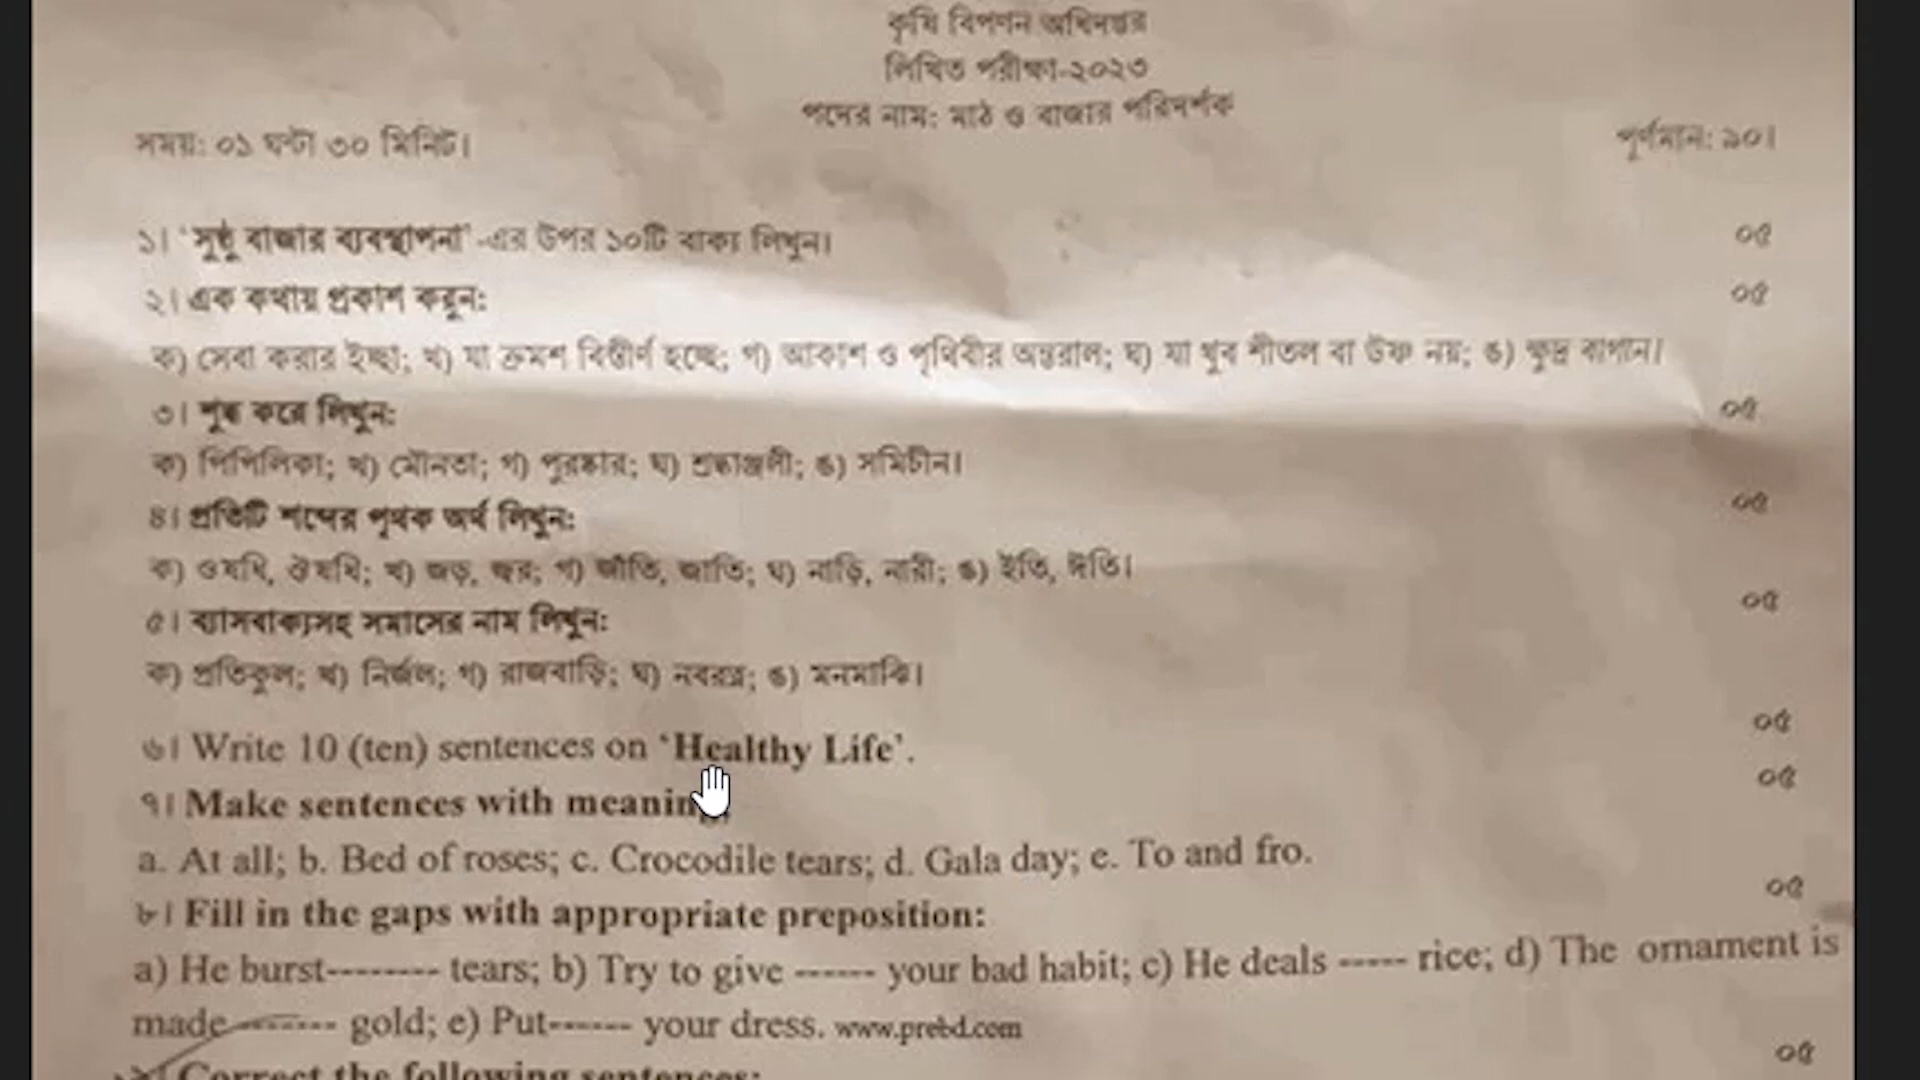 কৃষি বিপণন অধিদপ্তর
লিখিত পরীক্ষা-২০২৩
পদের নাম: মাঠ ও বাজার পরিদর্শক
সময়: ০১ ঘন্টা ৩০ মিনিট। পূর্ণমান: ৯০।
১। ‘সুষ্ঠু বাজার ব্যবস্থাপনা’-এর উপর ১০টি বাক্য লিখুন। ০৫
২। এক কথায় প্রকাশ করুন: ০৫
ক) সেবা করার ইচ্ছা; খ) যা ক্রমশ বিস্তীর্ণ হচ্ছে; গ) আকাশ ও পৃথিবীর অন্তরাল; ঘ) যা খুব শীতল বা উষ্ণ নয়; ঙ) ক্ষুদ্র বাগান।
৩। শুদ্ধ করে লিখুন: ০৫
ক) পিপিলিকা; খ) মৌনতা; গ) পুরষ্কার; ঘ) শ্রদ্ধাঞ্জলী; ঙ) সমিচীন।
৪। প্রতিটি শব্দের পৃথক অর্থ লিখুন: ০৫
ক) ওষধি, ঔষধি; খ) জড়, জ্বর; গ) জাঁতি, জাতি; ঘ) নাড়ি, নারী; ঙ) ইতি, ঈতি।
৫। ব্যাসবাক্যসহ সমাসের নাম লিখুন: ০৫
ক) প্রতিকুল; খ) নির্জল; গ) রাজবাড়ি; ঘ) নবরত্ন; ঙ) মনমাঝি।
৬। Write 10 (ten) sentences on ‘Healthy Life’. ০৫
৭। Make sentences with ০৫
a. At all; b. Bed of roses; c. Crocodile tears; d. Gala day; e. To and fro.
৮। Fill in the gaps with appropriate preposition: ০৫
a) He burst-------- tears; b) Try to give ------ your bad habit; c) He deals ----- rice; d) The ornament is
made-------- gold; e) Put------ your dress. www.prebd.com
Correct the following sentences: ০৫